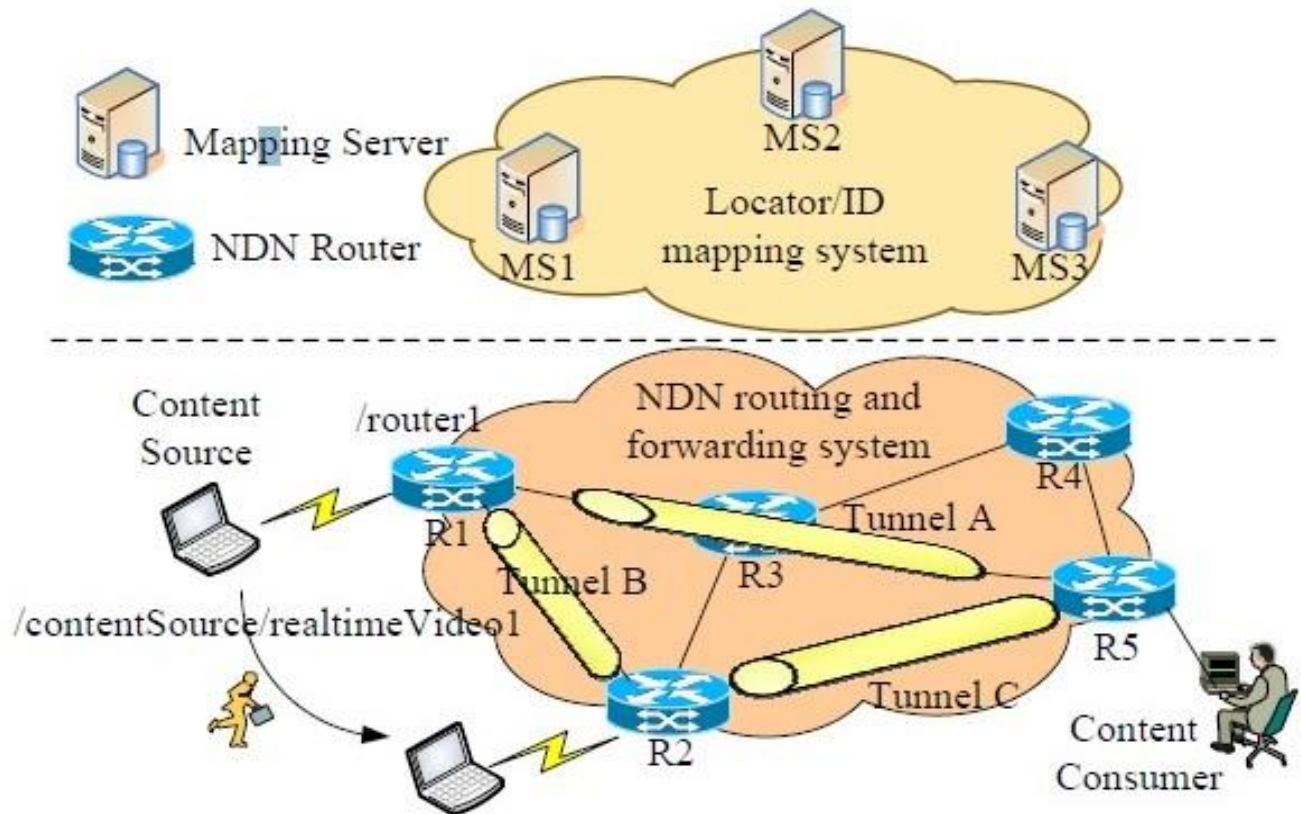 Mapping Server
NDN Router
MS2
MS1
Locator/ID
mapping system
MS3
Content
Source
/router1
R1
NDN routing and
forwarding system
R4
Tunnel A
R3
Tunnel B
/contentSource/realtimeVideo1
R5
R2
Tunnel C
Content
Consumer